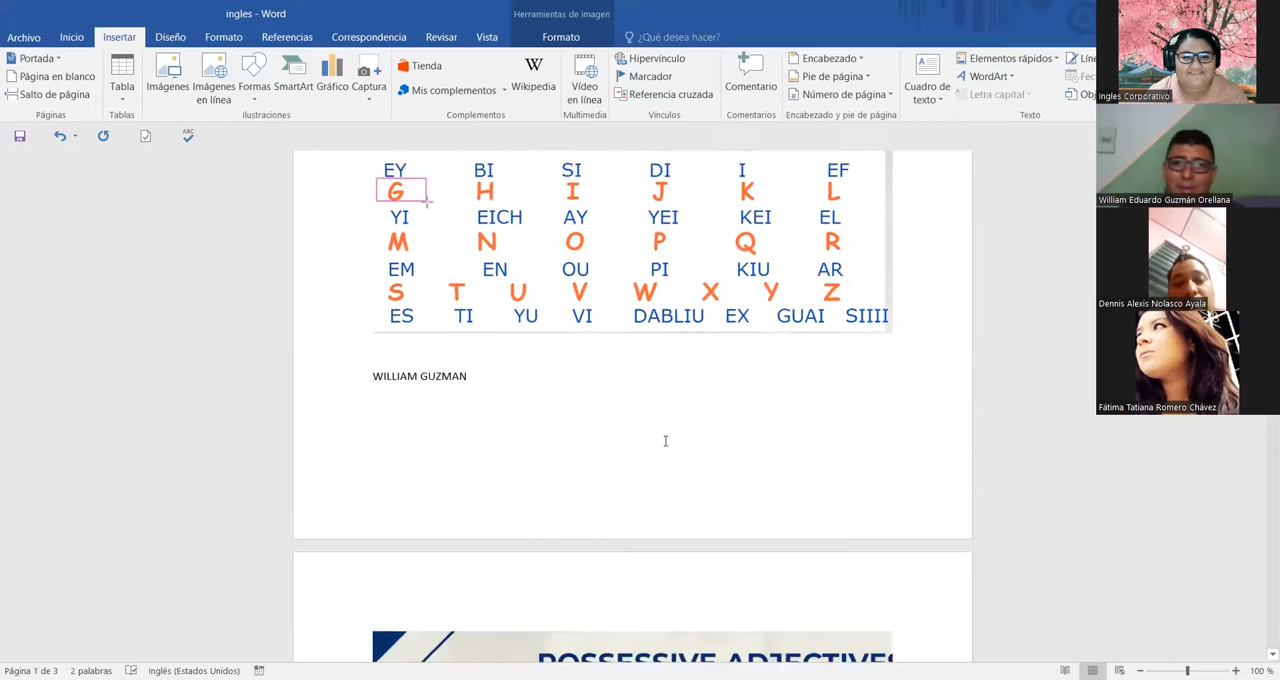 ingles - Word
Herramientas de imagen
Archivo Inicio Insertar Diseño Formato Referencias Correspondencia Revisar Vista Formato ¿Qué desea hacer?
Portada
Página en blanco
Salto de página
Páginas
Tabla
Tablas
Imágenes Imágenes en línea Formas SmartArt Gráfico Captura
Ilustraciones
Tienda
Mis complementos
Wikipedia
Complementos
Vídeo en línea
Multimedia
Hipervínculo
Marcador
Referencia cruzada
Vínculos
Comentario
Comentarios
Encabezado
Pie de página
Número de página
Encabezado y pie de página
Cuadro de texto
Elementos rápidos
WordArt
Letra capital
Texto
EY BI SI DI I EF
G H I J K L
YI EICH AY YEI KEI EL
M N O P Q R
EM EN OU PI KIU AR
S T U V W X Y Z
ES TI YU VI DABLIU EX GUAI SIIII
WILLIAM GUZMAN
POSSESSIVE ADJECTIVES
Ingles Corporativo
William Eduardo Guzmán Orellana
Dennis Alexis Nolasco Ayala
Fátima Tatiana Romero Chávez
Página 1 de 3 2 palabras Inglés (Estados Unidos) 100 %